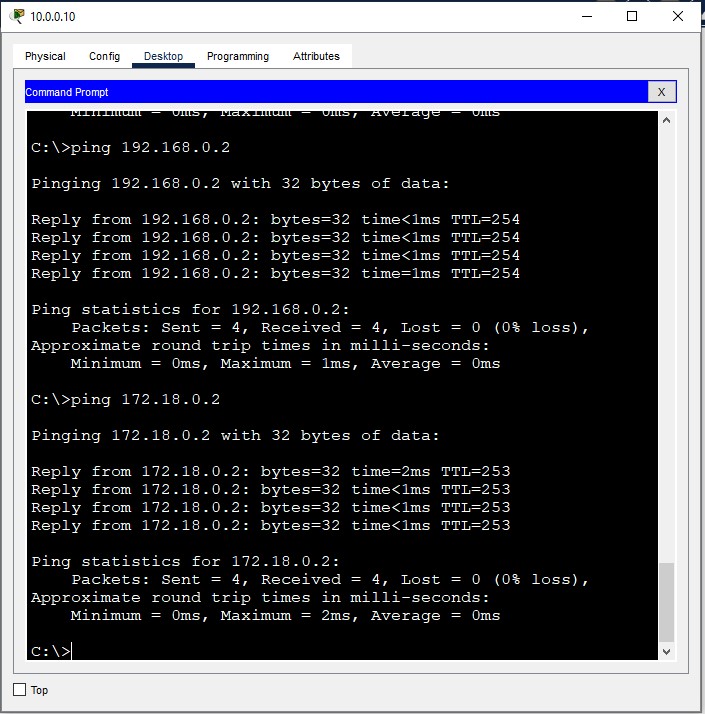 10.0.0.10
Physical Config Desktop Programming Attributes
Command Prompt X
Minimum = 0ms, Maximum = 0ms, Average = 0ms
C:\>ping 192.168.0.2
Pinging 192.168.0.2 with 32 bytes of data:
Reply from 192.168.0.2: bytes=32 time<1ms TTL=254
Reply from 192.168.0.2: bytes=32 time<1ms TTL=254
Reply from 192.168.0.2: bytes=32 time<1ms TTL=254
Reply from 192.168.0.2: bytes=32 time=1ms TTL=254
Ping statistics for 192.168.0.2:
Packets: Sent = 4, Received = 4, Lost = 0 (0% loss),
Approximate round trip times in milli-seconds:
Minimum = 0ms, Maximum = 1ms, Average = 0ms
C:\>ping 172.18.0.2
Pinging 172.18.0.2 with 32 bytes of data:
Reply from 172.18.0.2: bytes=32 time=2ms TTL=253
Reply from 172.18.0.2: bytes=32 time<1ms TTL=253
Reply from 172.18.0.2: bytes=32 time<1ms TTL=253
Reply from 172.18.0.2: bytes=32 time<1ms TTL=253
Ping statistics for 172.18.0.2:
Packets: Sent = 4, Received = 4, Lost = 0 (0% loss),
Approximate round trip times in milli-seconds:
Minimum = 0ms, Maximum = 2ms, Average = 0ms
C:\>
Top